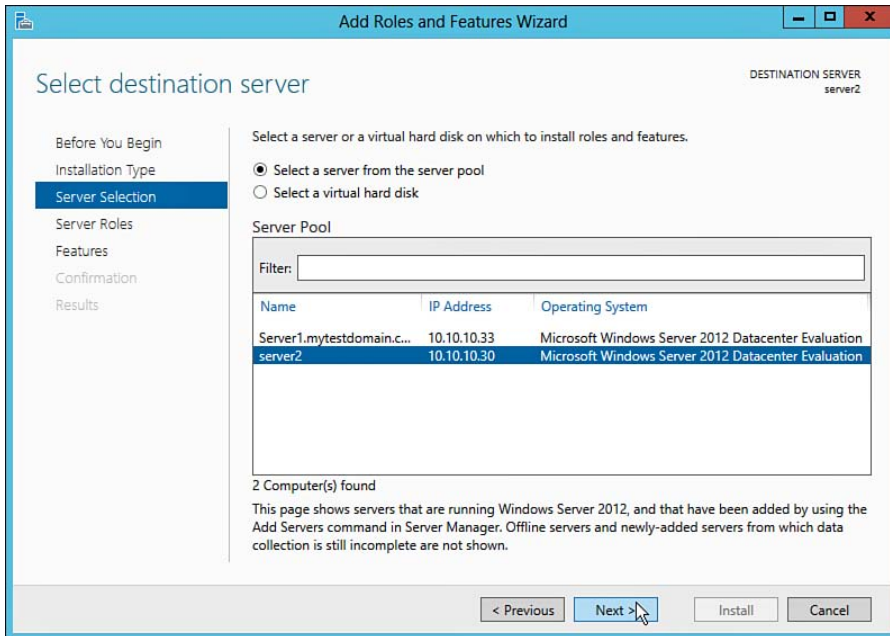 Add Roles and Features Wizard
Select destination server
DESTINATION SERVER
server2
Before You Begin
Installation Type
Server Selection
Server Roles
Features
Confirmation
Results
Select a server or a virtual hard disk on which to install roles and features.
Select a server from the server pool
Select a virtual hard disk
Server Pool
Filter:
Name IP Address Operating System
Server1.mytestdomain.c... 10.10.10.33 Microsoft Windows Server 2012 Datacenter Evaluation
server2 10.10.10.30 Microsoft Windows Server 2012 Datacenter Evaluation
2 Computer(s) found
This page shows servers that are running Windows Server 2012, and that have been added by using the
Add Servers command in Server Manager. Offline servers and newly-added servers from which data
collection is still incomplete are not shown.
< Previous Next > Install Cancel